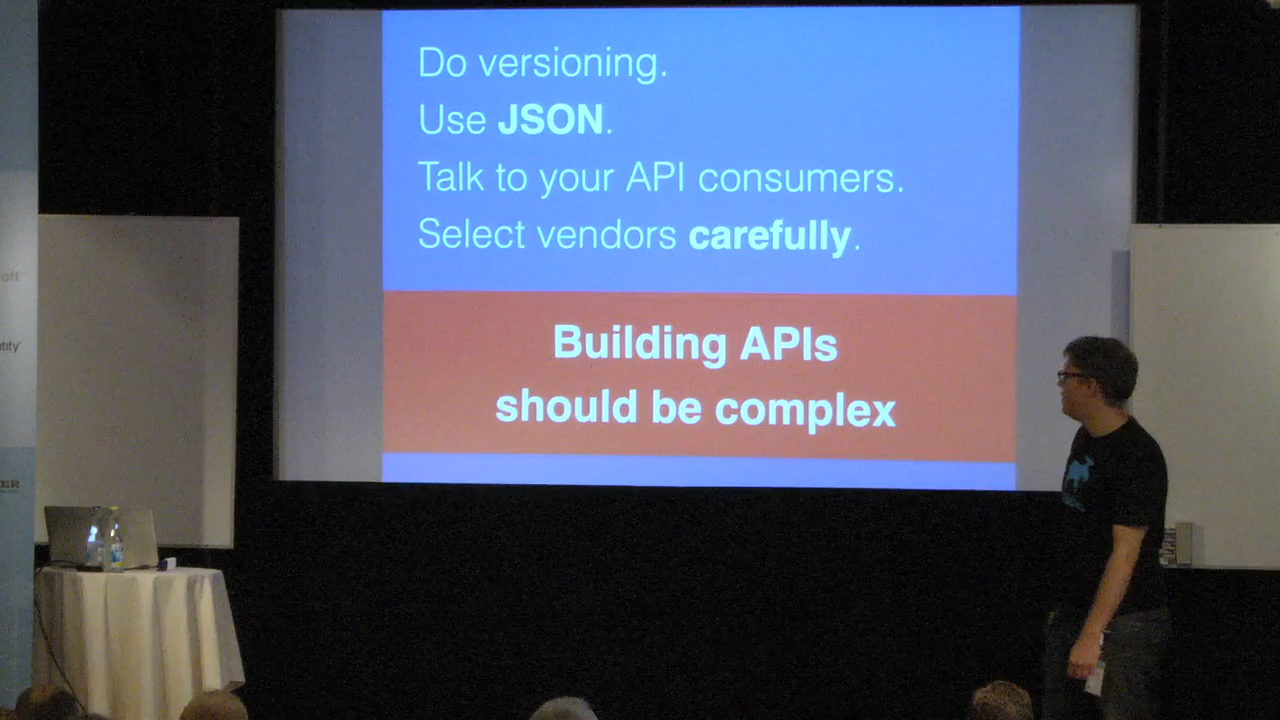 Do versioning.
Use JSON.
Talk to your API consumers.
Select vendors carefully.
Building APIs
should be complex